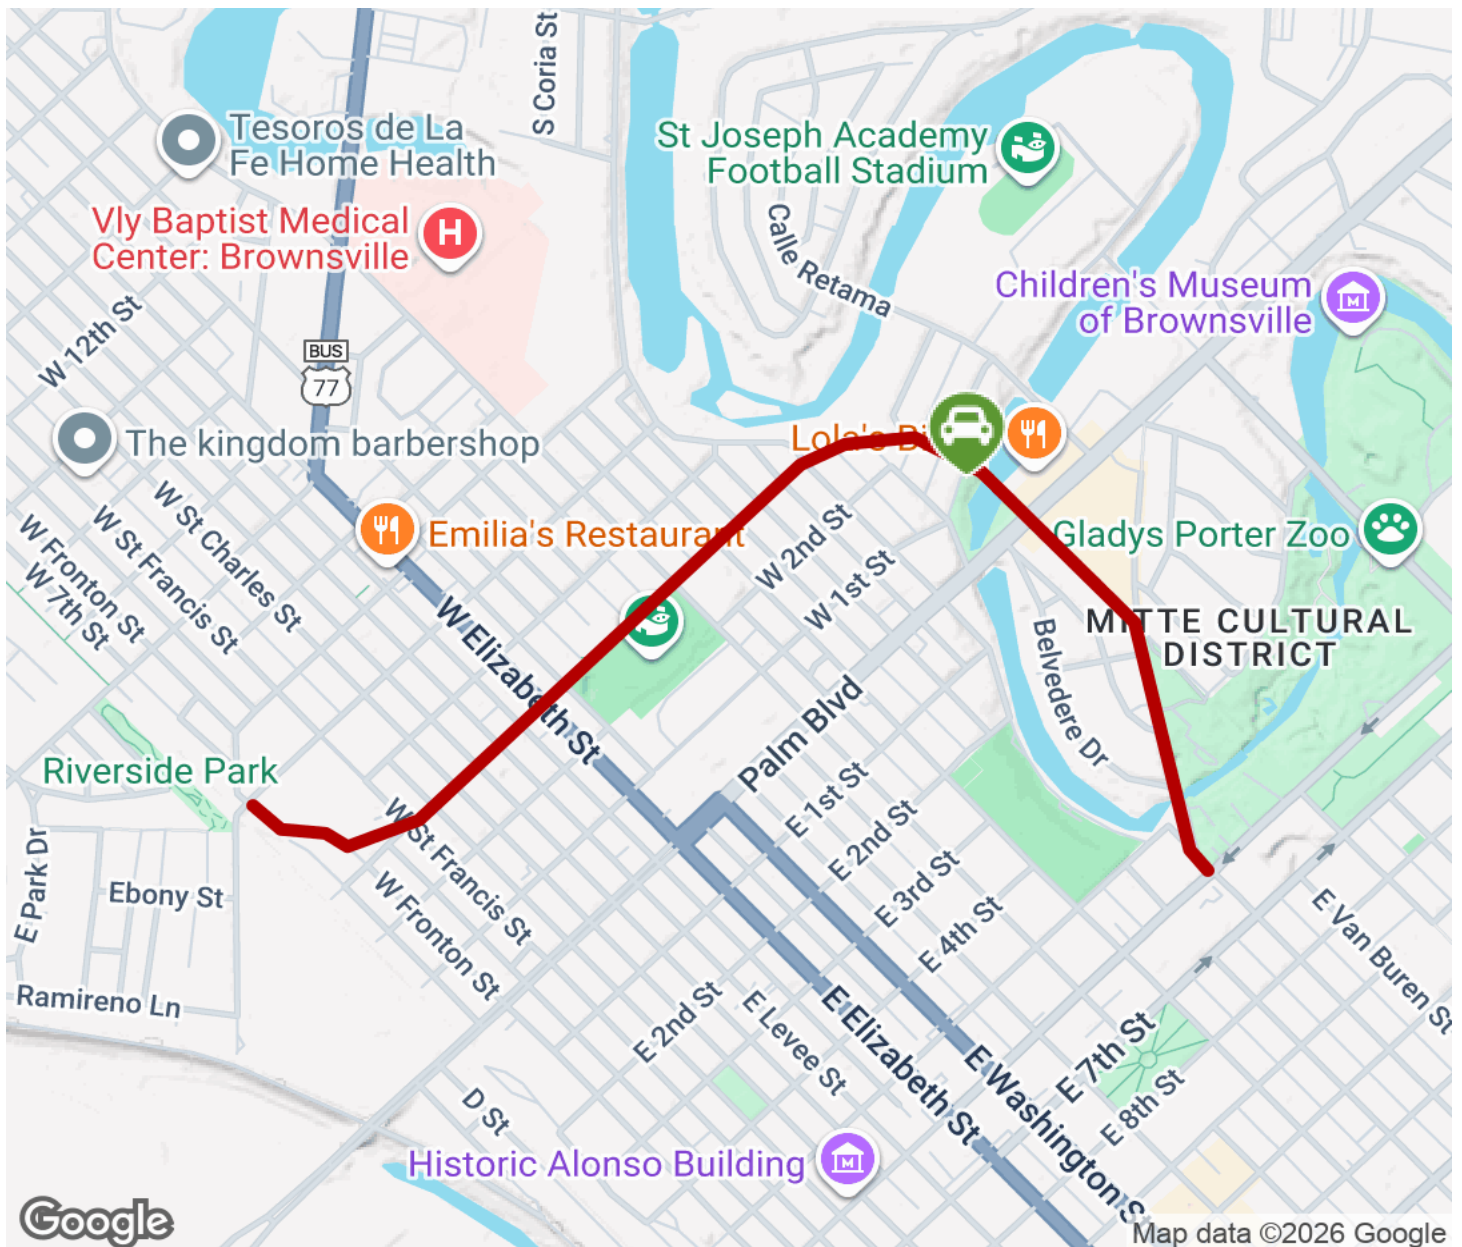 S Coria St
Tesoros de La
Fe Home Health
St Joseph Academy
Football Stadium
Vly Baptist Medical
Center: Brownsville
H
Calle Retama
Children's Museum
of Brownsville
M
W 12th St
BUS
77
The kingdom barbershop
Lola's Bi
W St Charles St
W St Francis St
W Fronton St
W 7th St
Emilia's Restaurant
W 2nd St
W 1st St
Gladys Porter Zoo
MITTE CULTURAL
DISTRICT
Belvedere Dr
W Elizabeth St
Palm Blvd
Riverside Park
E 1st St
E 2nd St
E 3rd St
E 4th St
W St Francis St
W Fronton St
E Park Dr
Ebony St
Ramireno Ln
E Van Buren St
E 2nd St
E Levee St
E Elizabeth St
E Washington St
E 7th St
E 8th St
D St
Historic Alonso Building
M
Google
Map data ©2026 Google